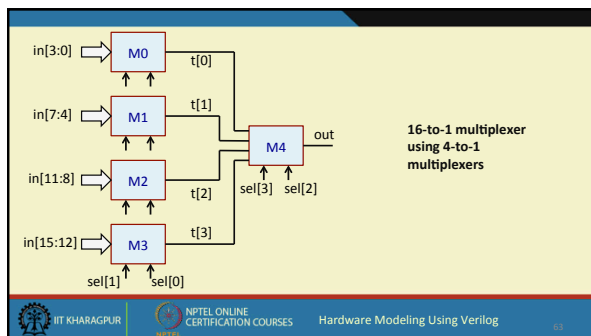 in[3:0]
M0
t[0]
in[7:4]
M1
t[1]
M4
out
in[11:8]
M2
t[2]
sel[3]
sel[2]
in[15:12]
M3
t[3]
sel[1]
sel[0]
16-to-1 multiplexer
using 4-to-1
multiplexers
IIT KHARAGPUR
NPTEL
NPTEL ONLINE
CERTIFICATION COURSES
Hardware Modeling Using Verilog
63